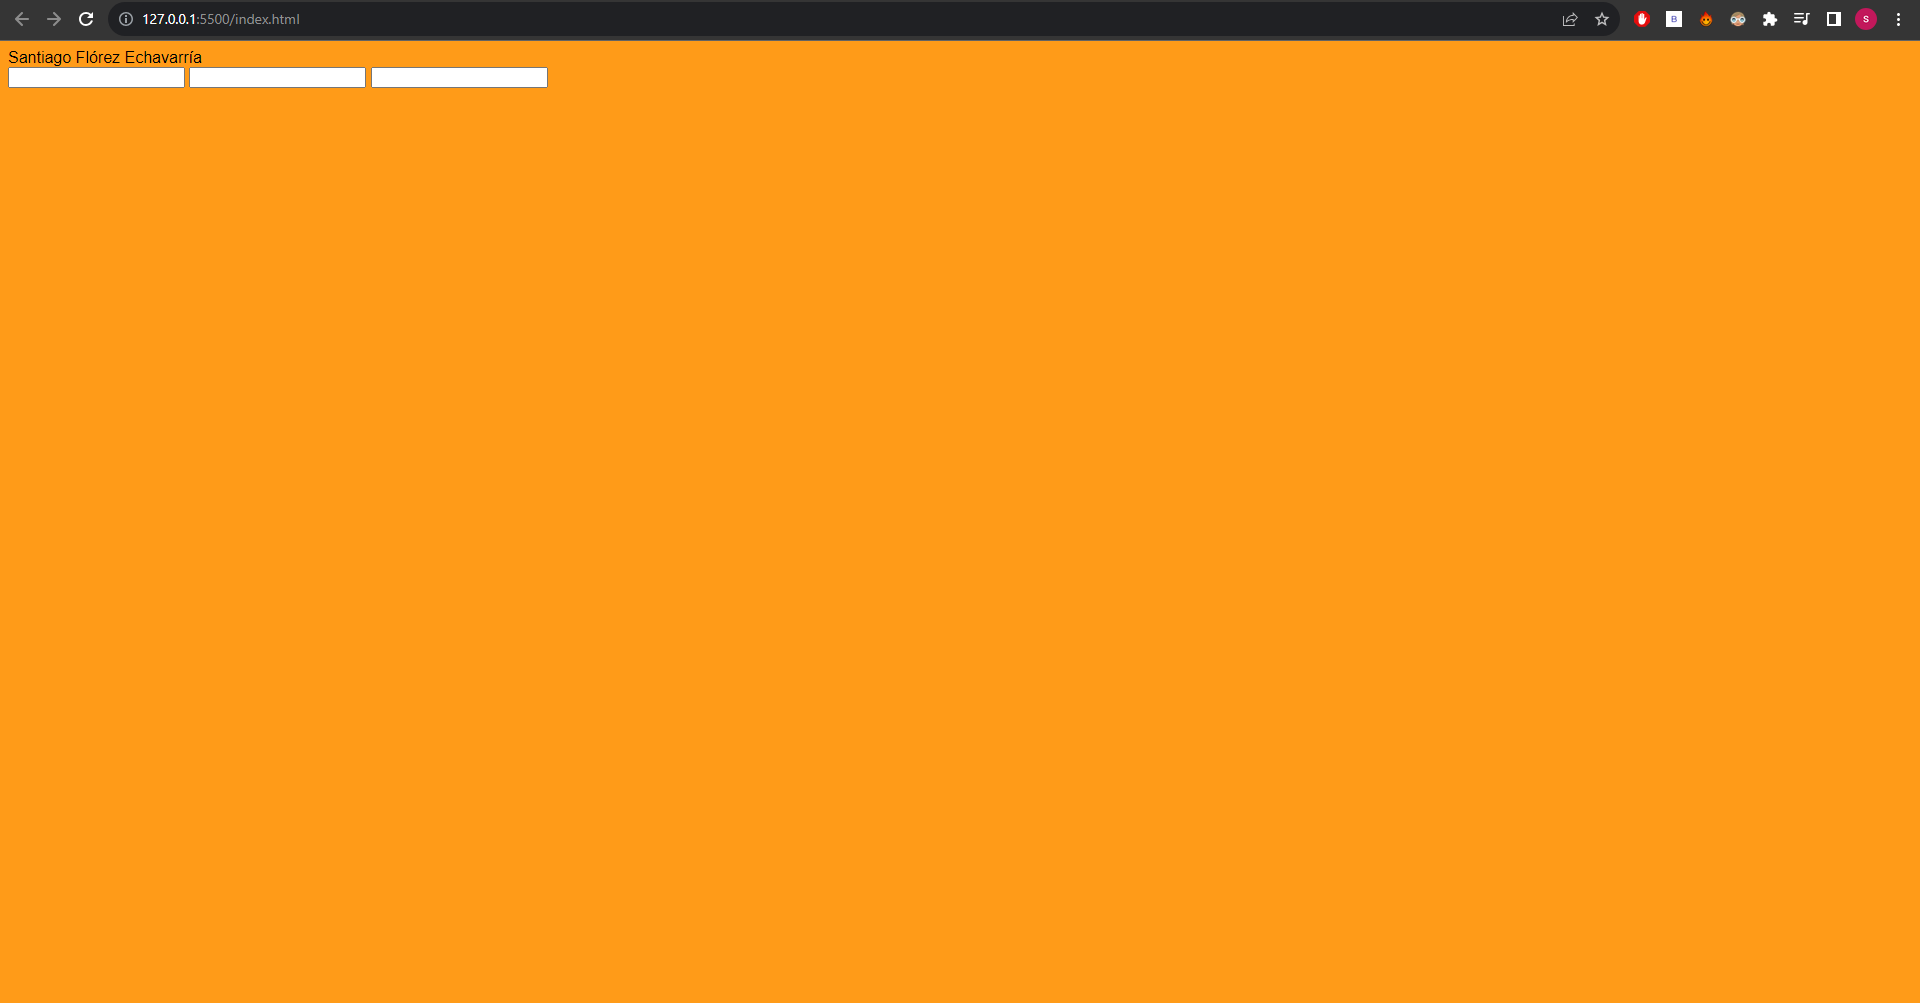 127.0.0.1:5500/index.html
B
S
Santiago Flórez Echavarría